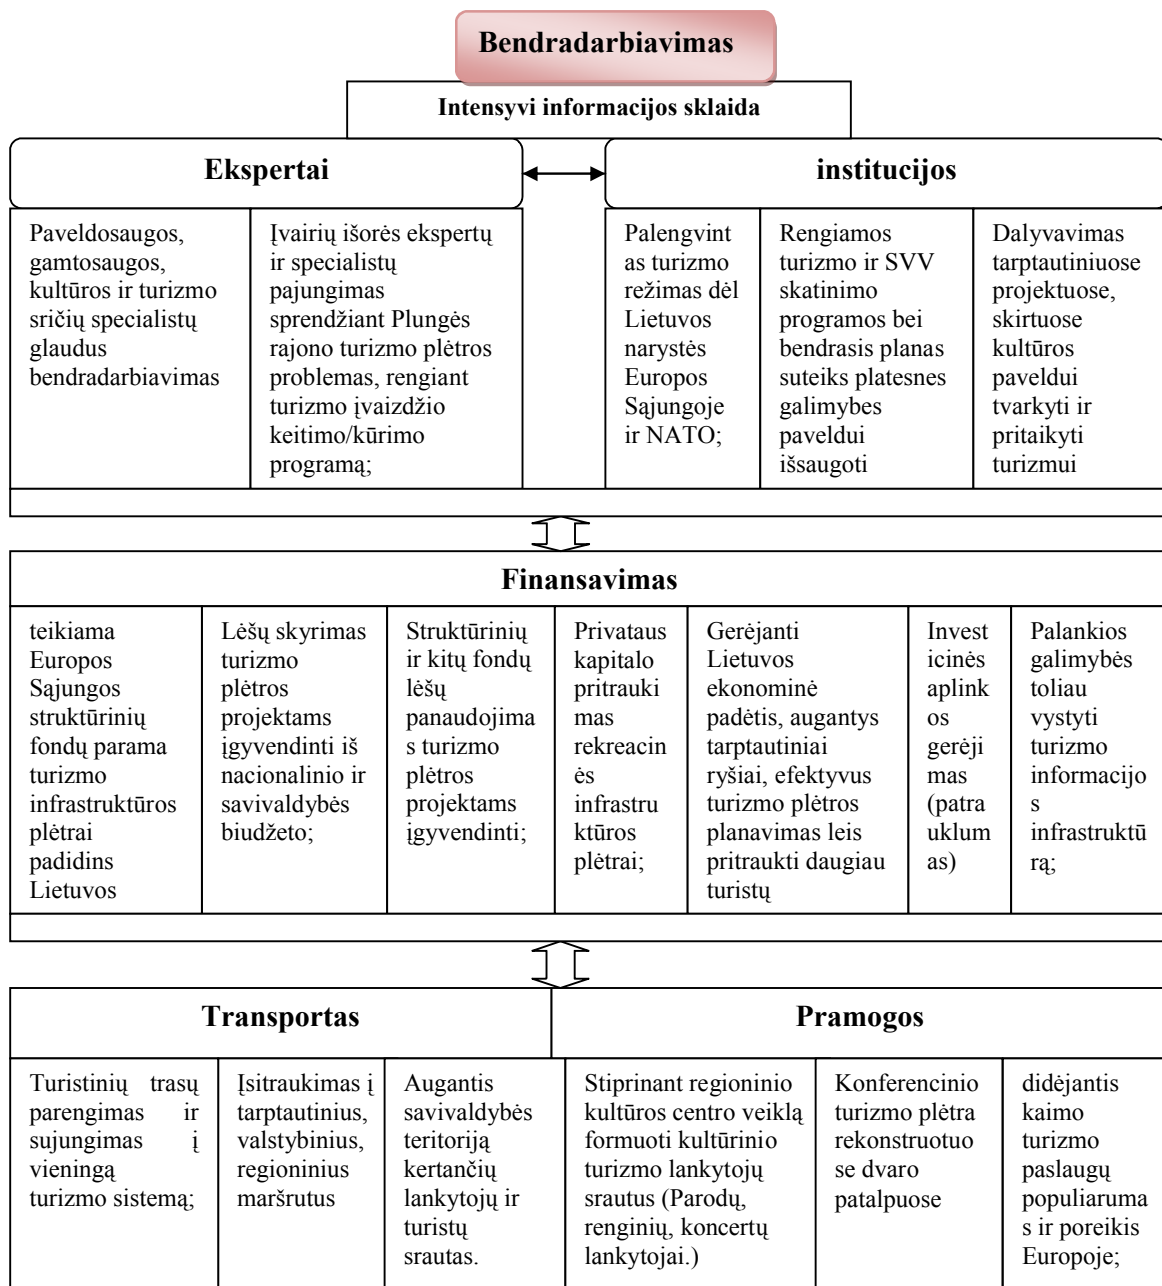 Bendradarbiavimas
Intensyvi informacijos sklaida
Ekspertai
institucijos
Paveldosaugos,
gamtosaugos,
kultūros ir turizmo
sričių specialistų
glaudus
bendradarbiavimas
Įvairių išorės ekspertų
ir specialistų
pajungimas
sprendžiant Plungės
rajono turizmo plėtros
problemas, rengiant
turizmo įvaizdžio
keitimo/kūrimo
programą;
Palengvint
as turizmo
režimas dėl
Lietuvos
narystės
Europos
Sąjungoje
ir NATO;
Rengiamos
turizmo ir SVV
skatinimo
programos bei
bendrasis planas
suteiks platesnes
galimybes
paveldui
išsaugoti
Dalyvavimas
tarptautiniuose
projektuose,
skirtuose
kultūros
paveldui
tvarkyti ir
pritaikyti
turizmui
Finansavimas
teikiama
Europos
Sąjungos
struktūrinių
fondų parama
turizmo
infrastruktūros
plėtrai
padidins
Lietuvos
Lėšų skyrimas
turizmo
plėtros
projektams
įgyvendinti iš
nacionalinio ir
savivaldybės
biudžeto;
Struktūrinių
ir kitų fondų
lėšų
panaudojima
s turizmo
plėtros
projektams
įgyvendinti;
Privataus
kapitalo
pritrauki
mas
rekreacin
ės
infrastru
ktūros
plėtrai;
Gerėjanti
Lietuvos
ekonominė
padėtis, augantys
tarptautiniai
ryšiai, efektyvus
turizmo plėtros
planavimas leis
pritraukti daugiau
turistų
Invest
icinės
aplink
os
gerėji
mas
(patra
uklum
as)
Palankios
galimybės
toliau
vystyti
turizmo
informacijo
s
infrastruktū
rą;
Transportas
Pramogos
Turistinių trasų
parengimas ir
sujungimas į
vieningą
turizmo sistemą;
Įsitraukimas į
tarptautinius,
valstybinius,
regioninius
maršrutus
Augantis
savivaldybės
teritoriją
kertančių
lankytojų ir
turistų
srautas.
Stiprinant regioninio
kultūros centro veiklą
formuoti kultūrinio
turizmo lankytojų
srautus (Parodų,
renginių, koncertų
lankytojai.)
Konferencinio
turizmo plėtra
rekonstruotuo
se dvaro
patalpuose
didėjantis
kaimo
turizmo
paslaugų
populiaruma
s ir poreikis
Europoje;